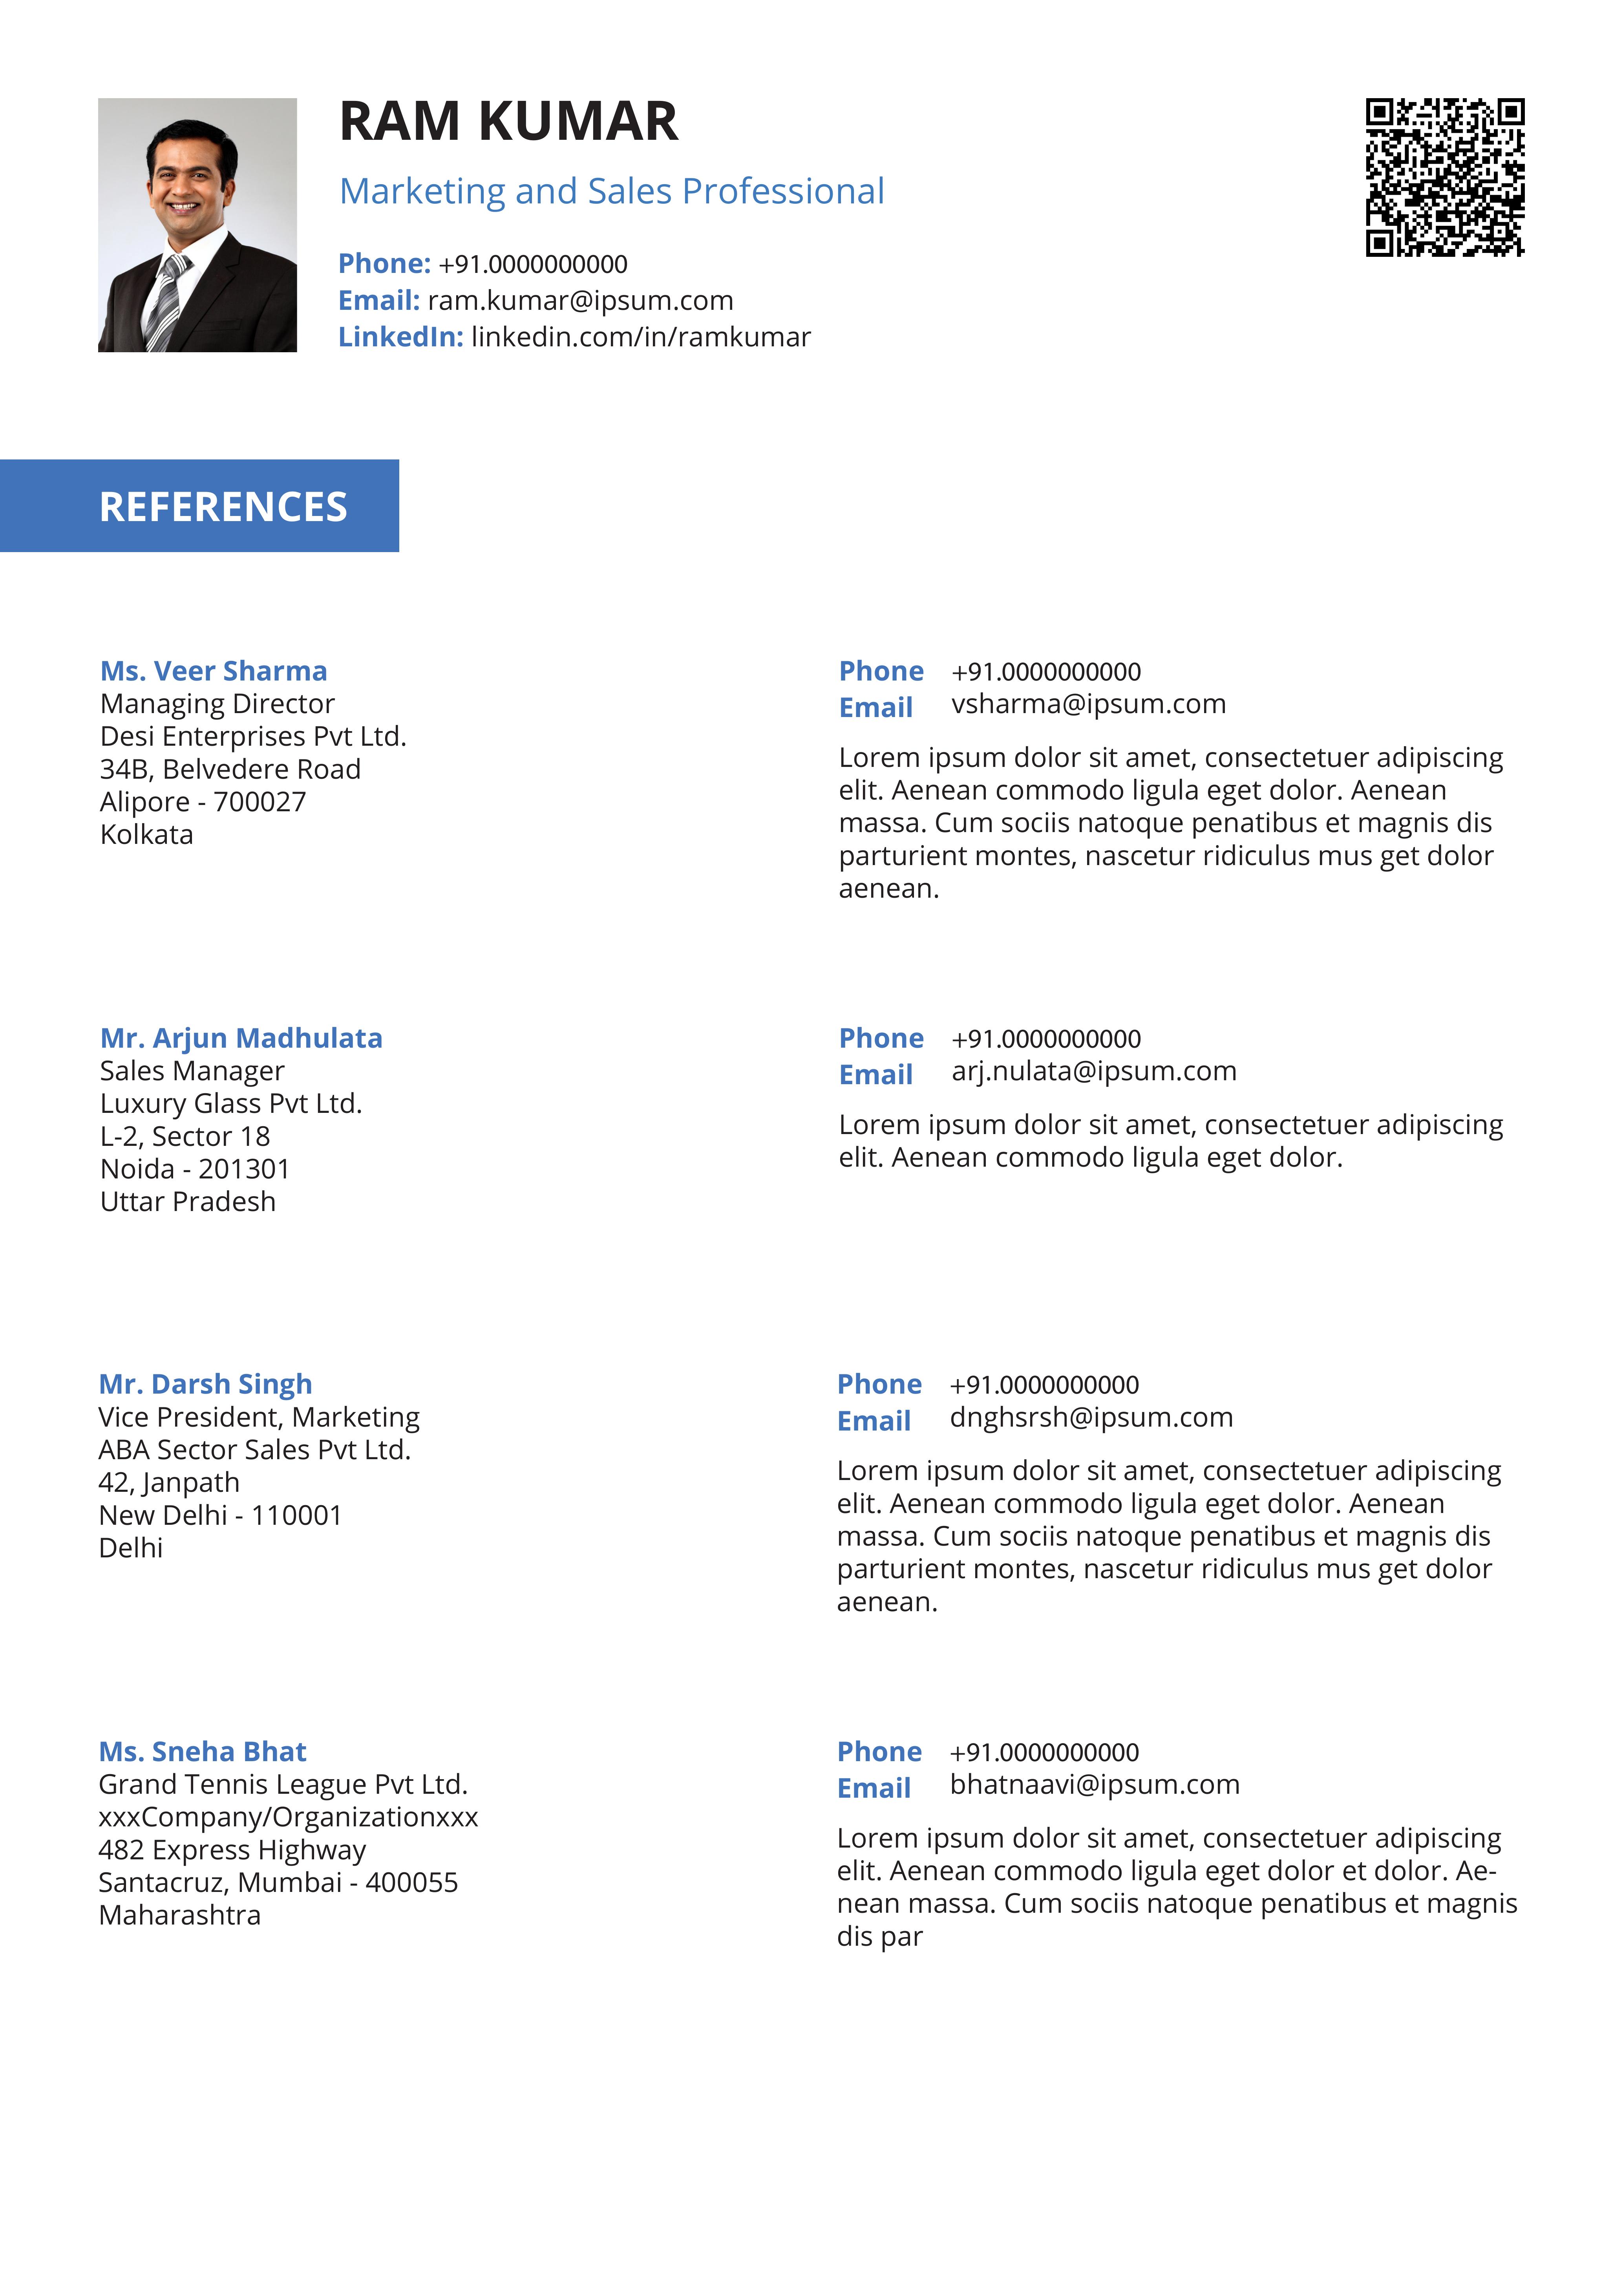 RAM KUMAR
Marketing and Sales Professional
Phone: +91.0000000000
Email: ram.kumar@ipsum.com
LinkedIn: linkedin.com/in/ramkumar
REFERENCES
Ms. Veer Sharma
Managing Director
Desi Enterprises Pvt Ltd.
34B, Belvedere Road
Alipore - 700027
Kolkata
Phone +91.0000000000
Email vsharma@ipsum.com
Lorem ipsum dolor sit amet, consectetuer adipiscing
elit. Aenean commodo ligula eget dolor. Aenean
massa. Cum sociis natoque penatibus et magnis dis
parturient montes, nascetur ridiculus mus get dolor
aenean.
Mr. Arjun Madhulata
Sales Manager
Luxury Glass Pvt Ltd.
L-2, Sector 18
Noida - 201301
Uttar Pradesh
Phone +91.0000000000
Email arj.nulata@ipsum.com
Lorem ipsum dolor sit amet, consectetuer adipiscing
elit. Aenean commodo ligula eget dolor.
Mr. Darsh Singh
Vice President, Marketing
ABA Sector Sales Pvt Ltd.
42, Janpath
New Delhi - 110001
Delhi
Phone +91.0000000000
Email dnghsrsh@ipsum.com
Lorem ipsum dolor sit amet, consectetuer adipiscing
elit. Aenean commodo ligula eget dolor. Aenean
massa. Cum sociis natoque penatibus et magnis dis
parturient montes, nascetur ridiculus mus get dolor
aenean.
Ms. Sneha Bhat
Grand Tennis League Pvt Ltd.
xxxCompany/Organizationxxx
482 Express Highway
Santacruz, Mumbai - 400055
Maharashtra
Phone +91.0000000000
Email bhatnaavi@ipsum.com
Lorem ipsum dolor sit amet, consectetuer adipiscing
elit. Aenean commodo ligula eget dolor et dolor. Ae-
nean massa. Cum sociis natoque penatibus et magnis
dis par